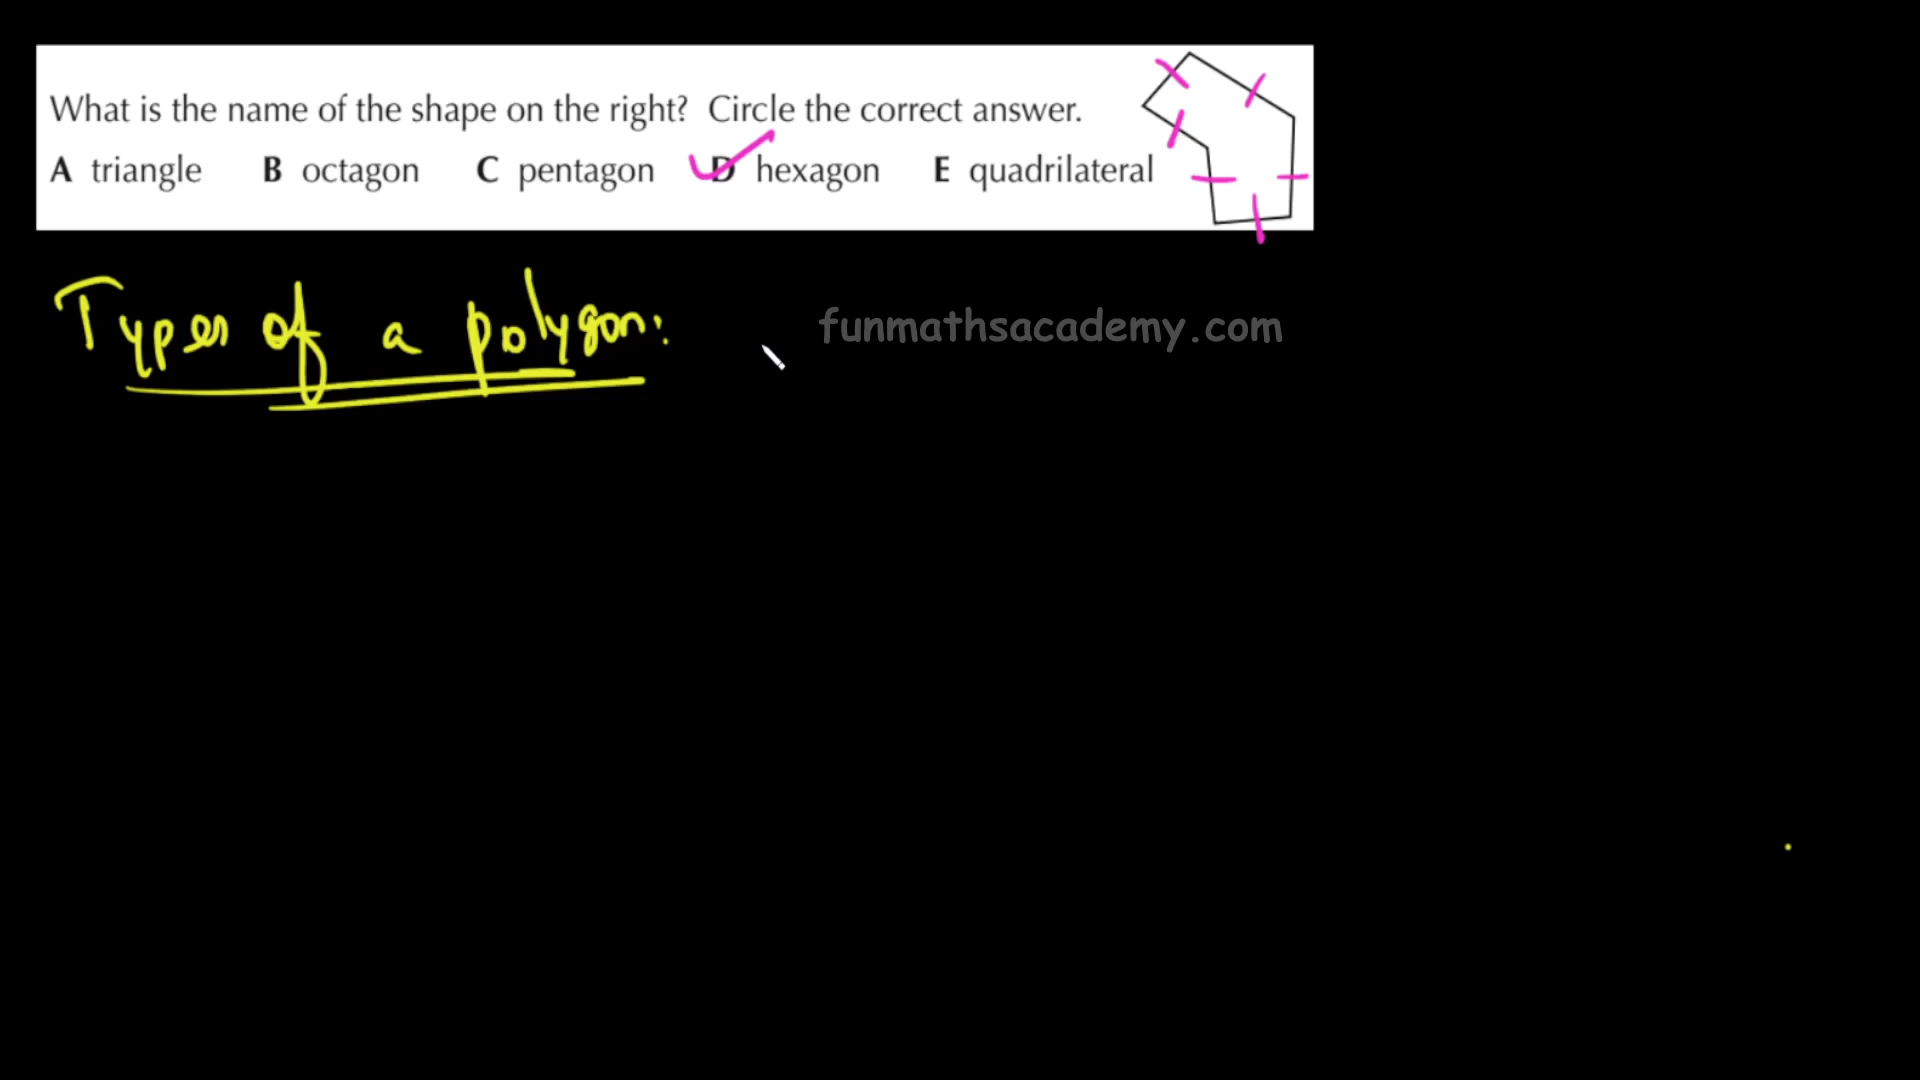 What is the name of the shape on the right? Circle the correct answer.
A triangle B octagon C pentagon D hexagon E quadrilateral
Types of a polygon:
funmathsacademy.com